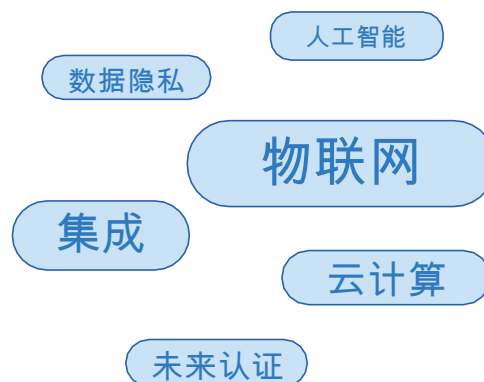 人工智能
数据隐私
物联网
集成
云计算
未来认证